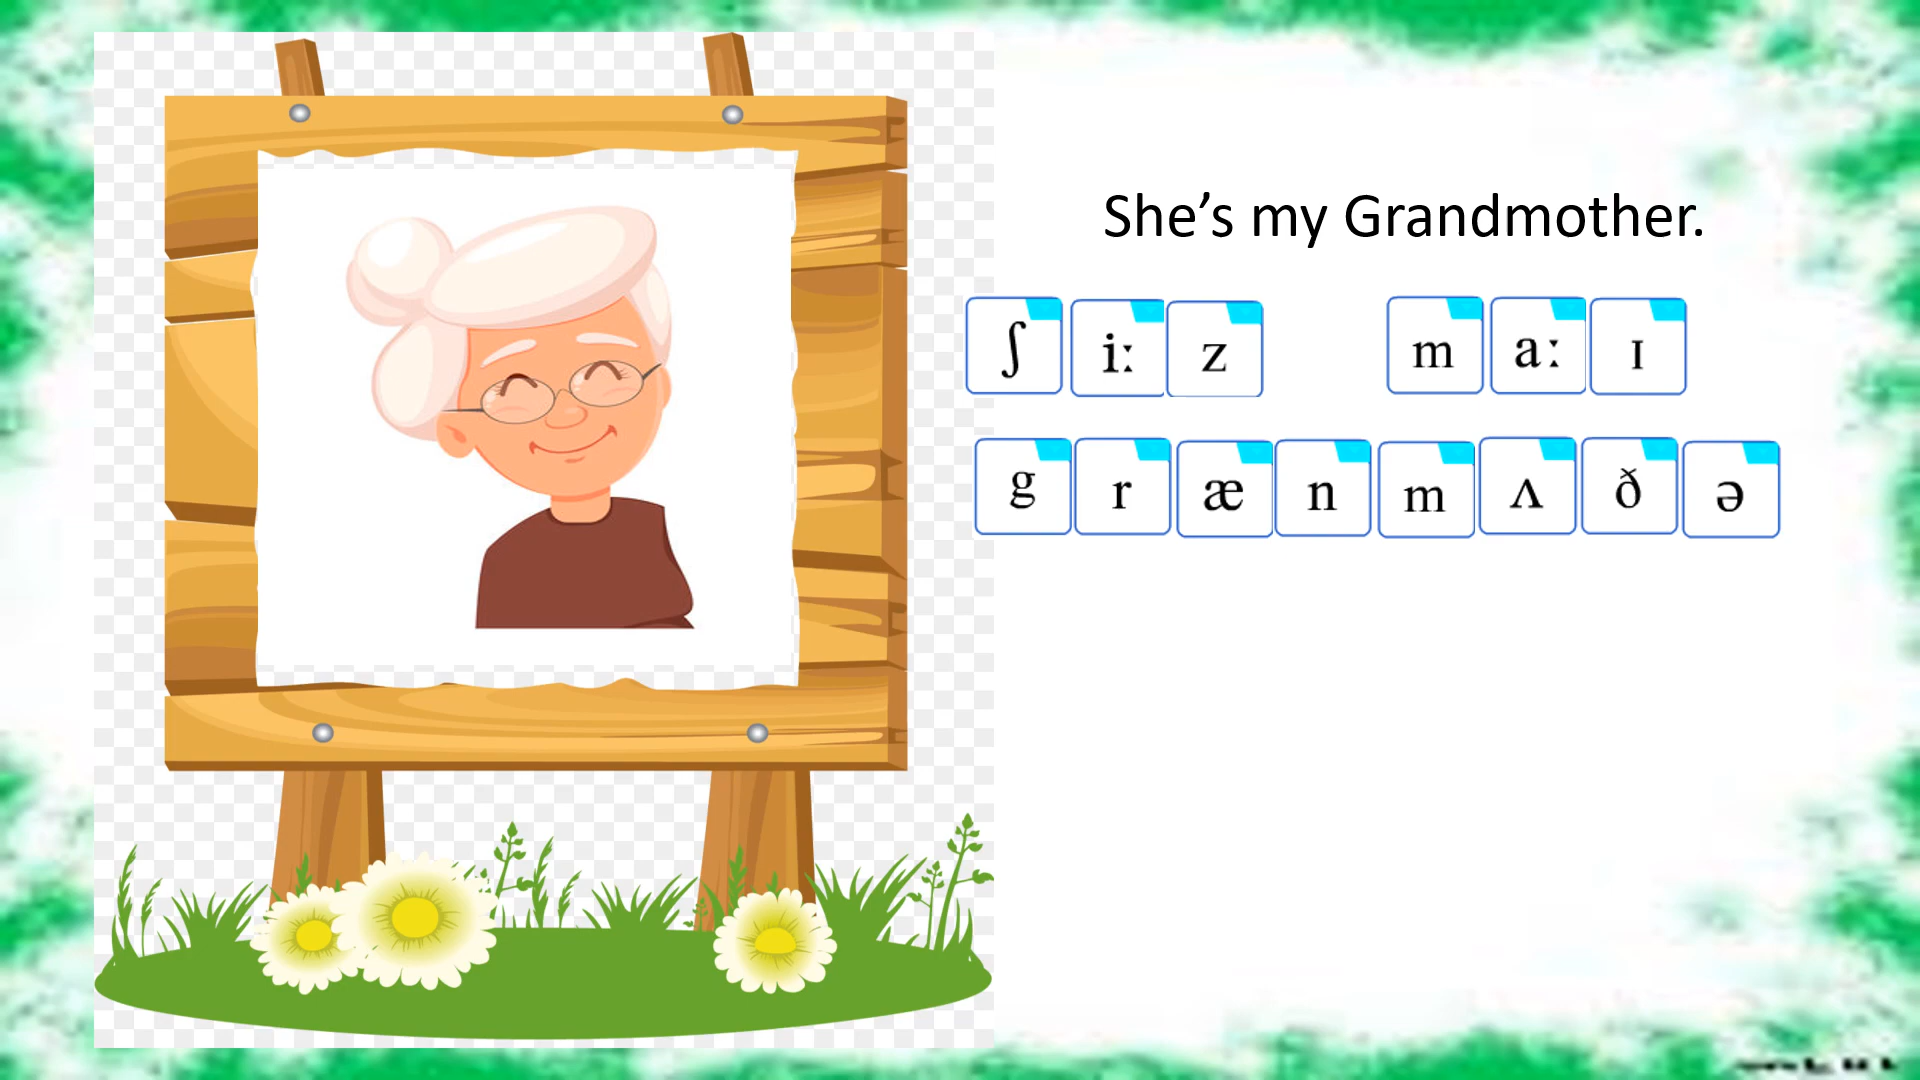 She’s my Grandmother.
ʃ iː z m aː ɪ
g r æ n m ʌ ð ə